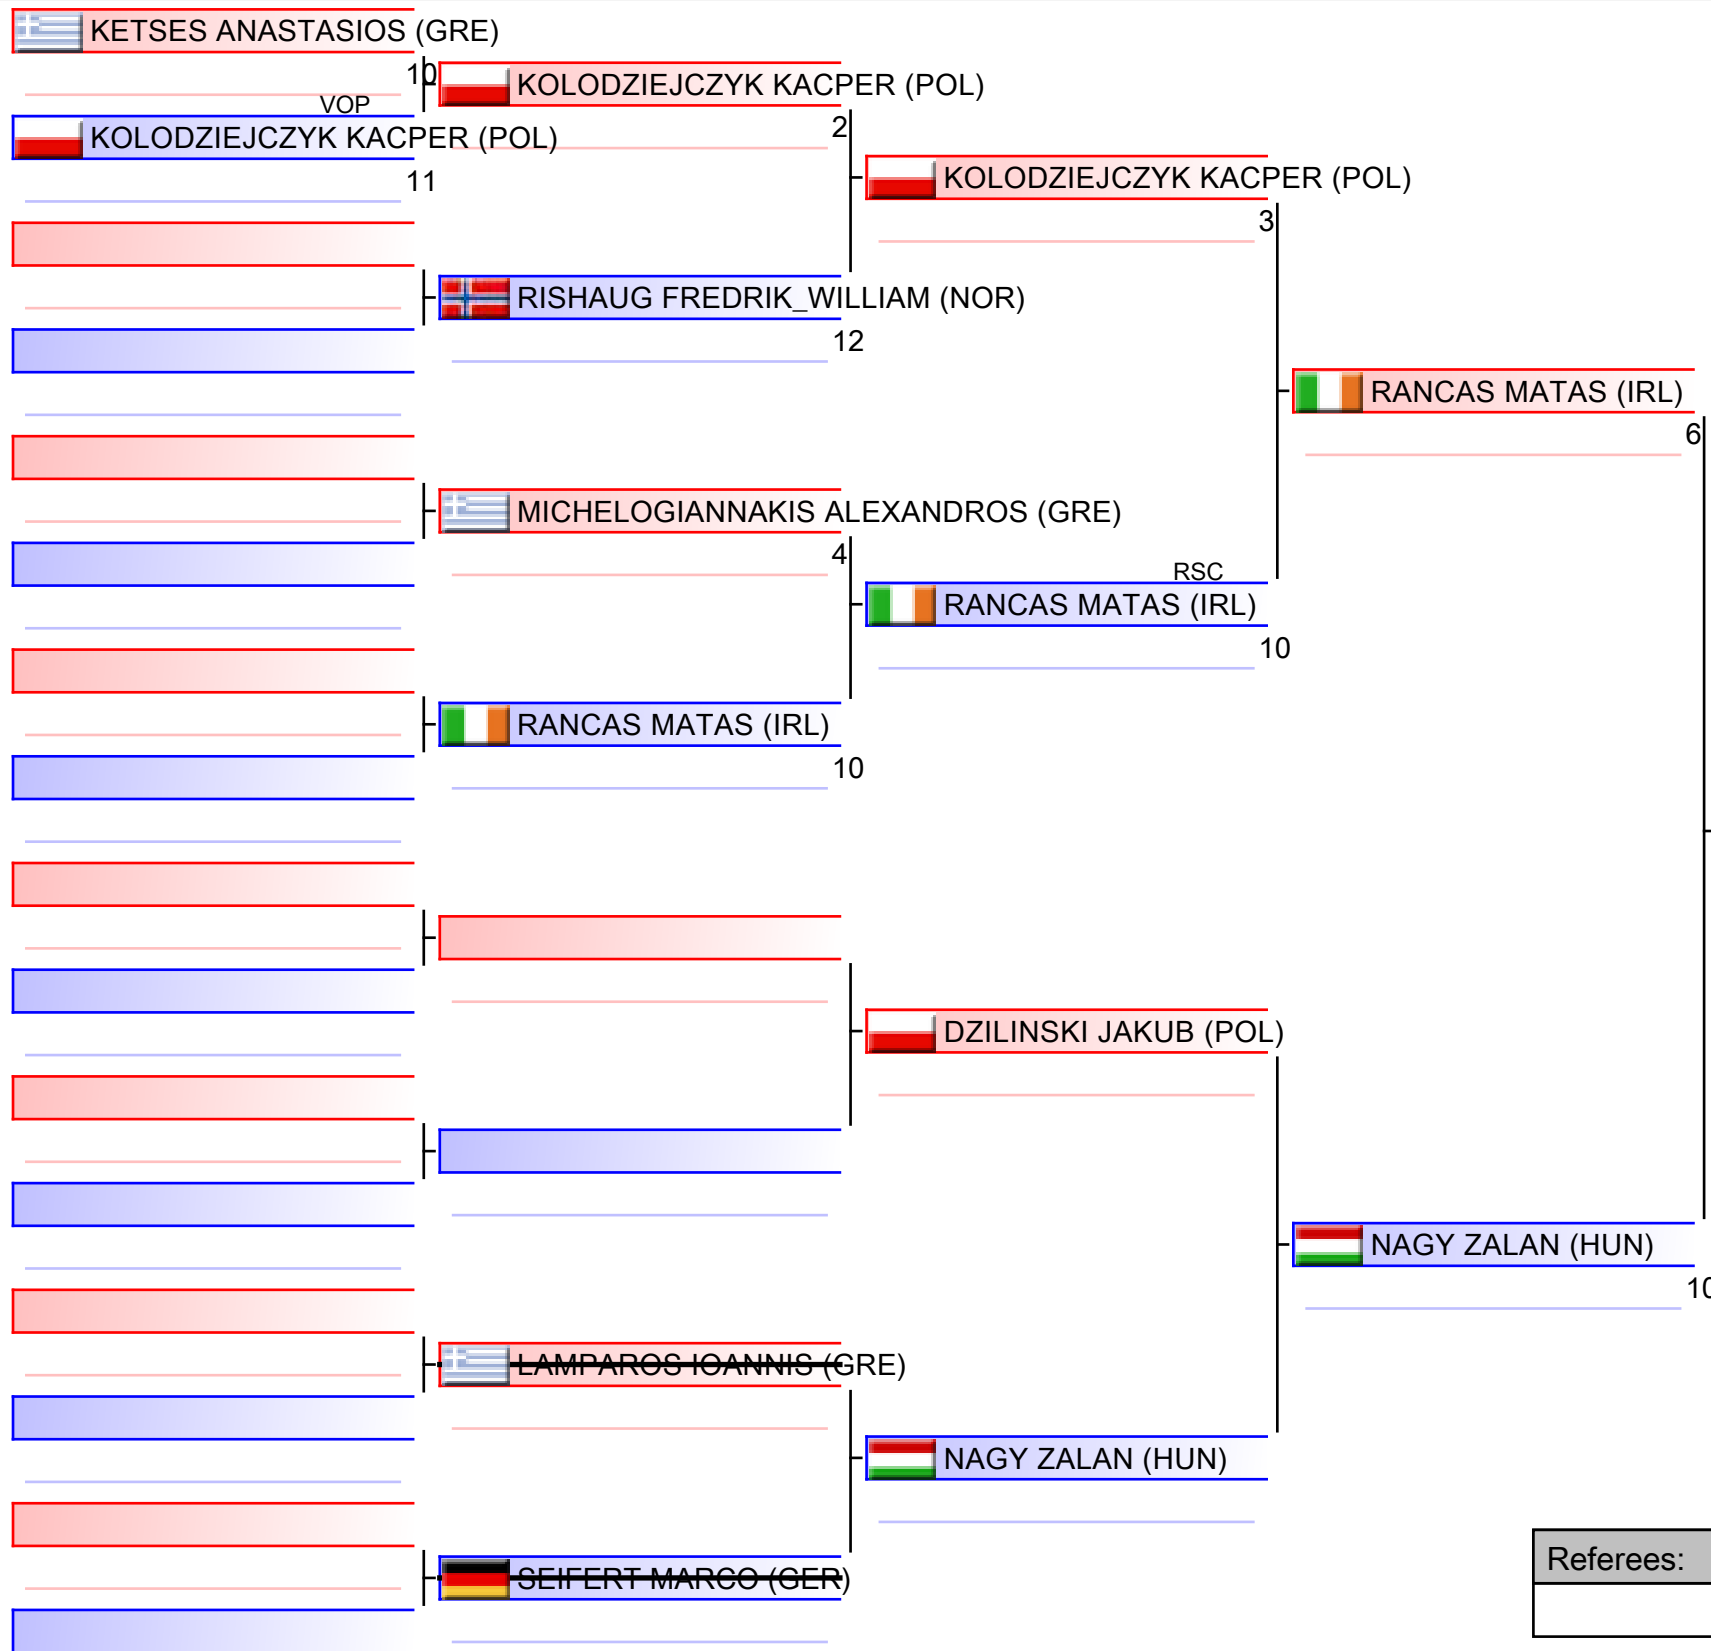 KETSES ANASTASIOS (GRE)
10
KOLODZIEJCZYK KACPER (POL)
VOP
2
KOLODZIEJCZYK KACPER (POL)
11
KOLODZIEJCZYK KACPER (POL)
3
RISHAUG FREDRIK_WILLIAM (NOR)
12
RANCAS MATAS (IRL)
6
MICHELOGIANNAKIS ALEXANDROS (GRE)
4
RSC
RANCAS MATAS (IRL)
10
RANCAS MATAS (IRL)
10
DZILINSKI JAKUB (POL)
NAGY ZALAN (HUN)
10
LAMPAROS IOANNIS (GRE)
NAGY ZALAN (HUN)
Referees:
SEIFERT MARCO (GER)